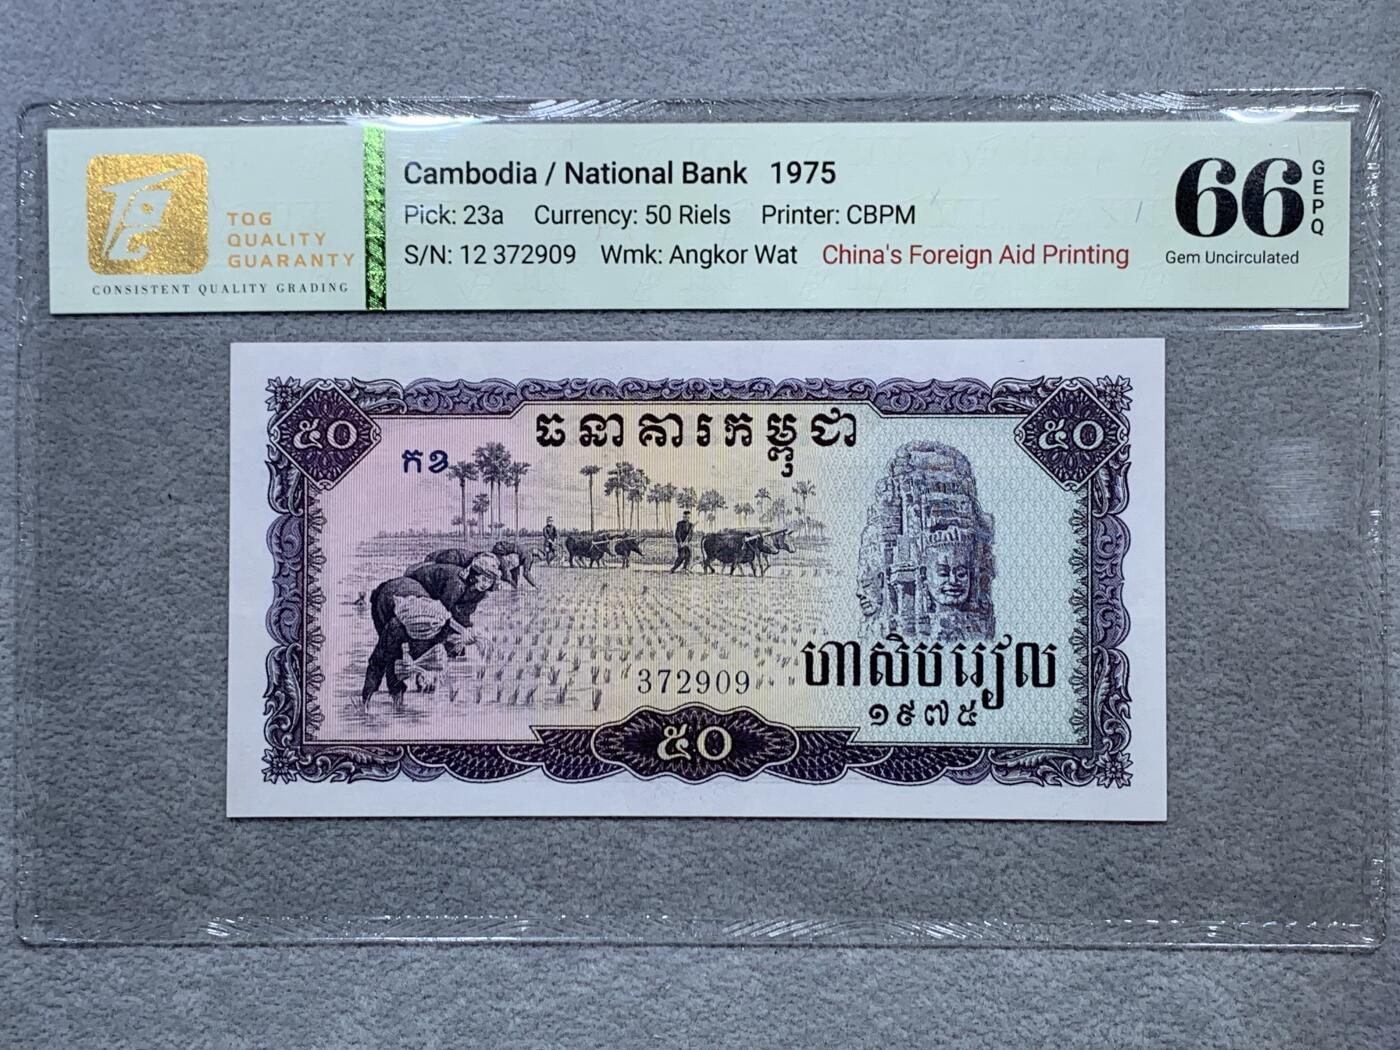 TQG
QUALITY
GUARANTY
CONSISTENT QUALITY GRADING
Cambodia / National Bank 1975
Pick: 23a Currency: 50 Riels Printer: CBPM
S/N: 12 372909 Wmk: Angkor Wat China's Foreign Aid Printing
66
GEPQ
Gem Uncirculated
ធនាគារកម្ពុជា
៥០
៥០
កខ
372909
ហាសិបរៀល
១៩៧៥
៥០